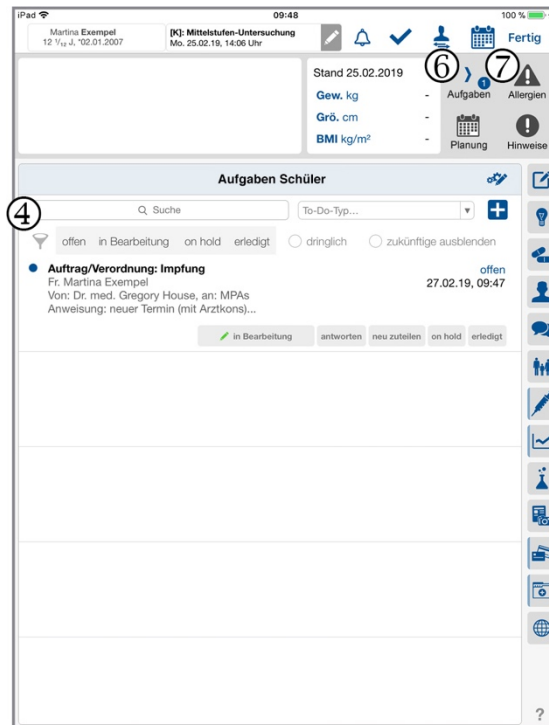 iPad 09:48 100 %
Martina Exempel
12 1/12 J, *02.01.2007
[K]: Mittelstufen-Untersuchung
Mo. 25.02.19, 14:06 Uhr
Fertig
⑥ ⑦
Stand 25.02.2019
Gew. kg -
Grö. cm -
BMI kg/m² -
1
Aufgaben
Allergien
Planung
Hinweise
Aufgaben Schüler
④
Suche
To-Do-Typ...
offen in Bearbeitung on hold erledigt dringlich zukünftige ausblenden
Auftrag/Verordnung: Impfung offen
Fr. Martina Exempel 27.02.19, 09:47
Von: Dr. med. Gregory House, an: MPAs
Anweisung: neuer Termin (mit Arztkons)...
in Bearbeitung antworten neu zuteilen on hold erledigt
?